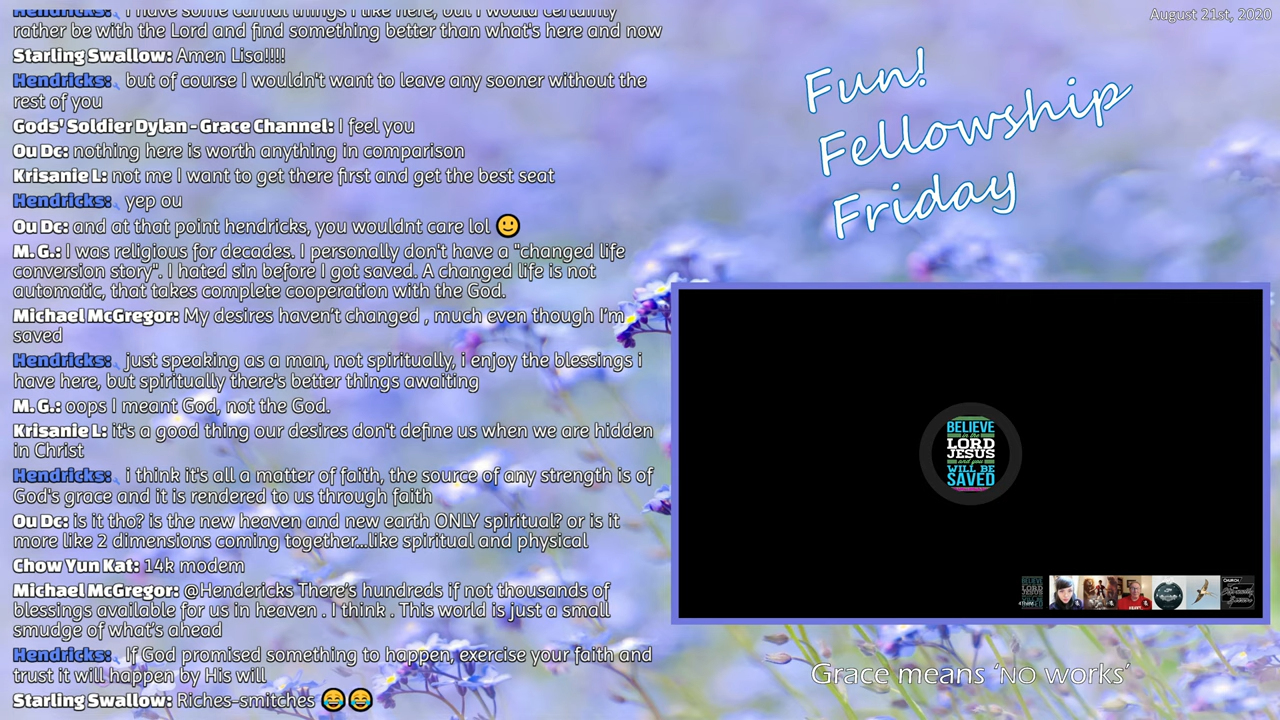 Hendricks: I have some carnal things I like here, but I would certainly
rather be with the Lord and find something better than what's here and now
Starling Swallow: Amen Lisa!!!!
Hendricks: but of course I wouldn't want to leave any sooner without the
rest of you
Gods' Soldier Dylan - Grace Channel: I feel you
Ou Dc: nothing here is worth anything in comparison
Krisanie L: not me I want to get there first and get the best seat
Hendricks: yep ou
Ou Dc: and at that point hendricks, you wouldnt care lol 🙂
M. G.: I was religious for decades. I personally don't have a "changed life
conversion story". I hated sin before I got saved. A changed life is not
automatic, that takes complete cooperation with the God.
Michael McGregor: My desires haven't changed , much even though I'm
saved
Hendricks: just speaking as a man, not spiritually, i enjoy the blessings i
have here, but spiritually there's better things awaiting
M. G.: oops I meant God, not the God.
Krisanie L: it's a good thing our desires don't define us when we are hidden
in Christ
Hendricks: i think it's all a matter of faith, the source of any strength is of
God's grace and it is rendered to us through faith
Ou Dc: is it tho? is the new heaven and new earth ONLY spiritual? or is it
more like 2 dimensions coming together...like spiritual and physical
Chow Yun Kat: 14k modem
Michael McGregor: @Hendericks There's hundreds if not thousands of
blessings available for us in heaven . I think . This world is just a small
smudge of what's ahead
Hendricks: If God promised something to happen, exercise your faith and
trust it will happen by His will
Starling Swallow: Riches-smitches 😂😂
August 21st, 2020
Fun!
Fellowship
Friday
BELIEVE
in the
LORD
JESUS
and you
WILL BE
SAVED
Grace means 'NO works'